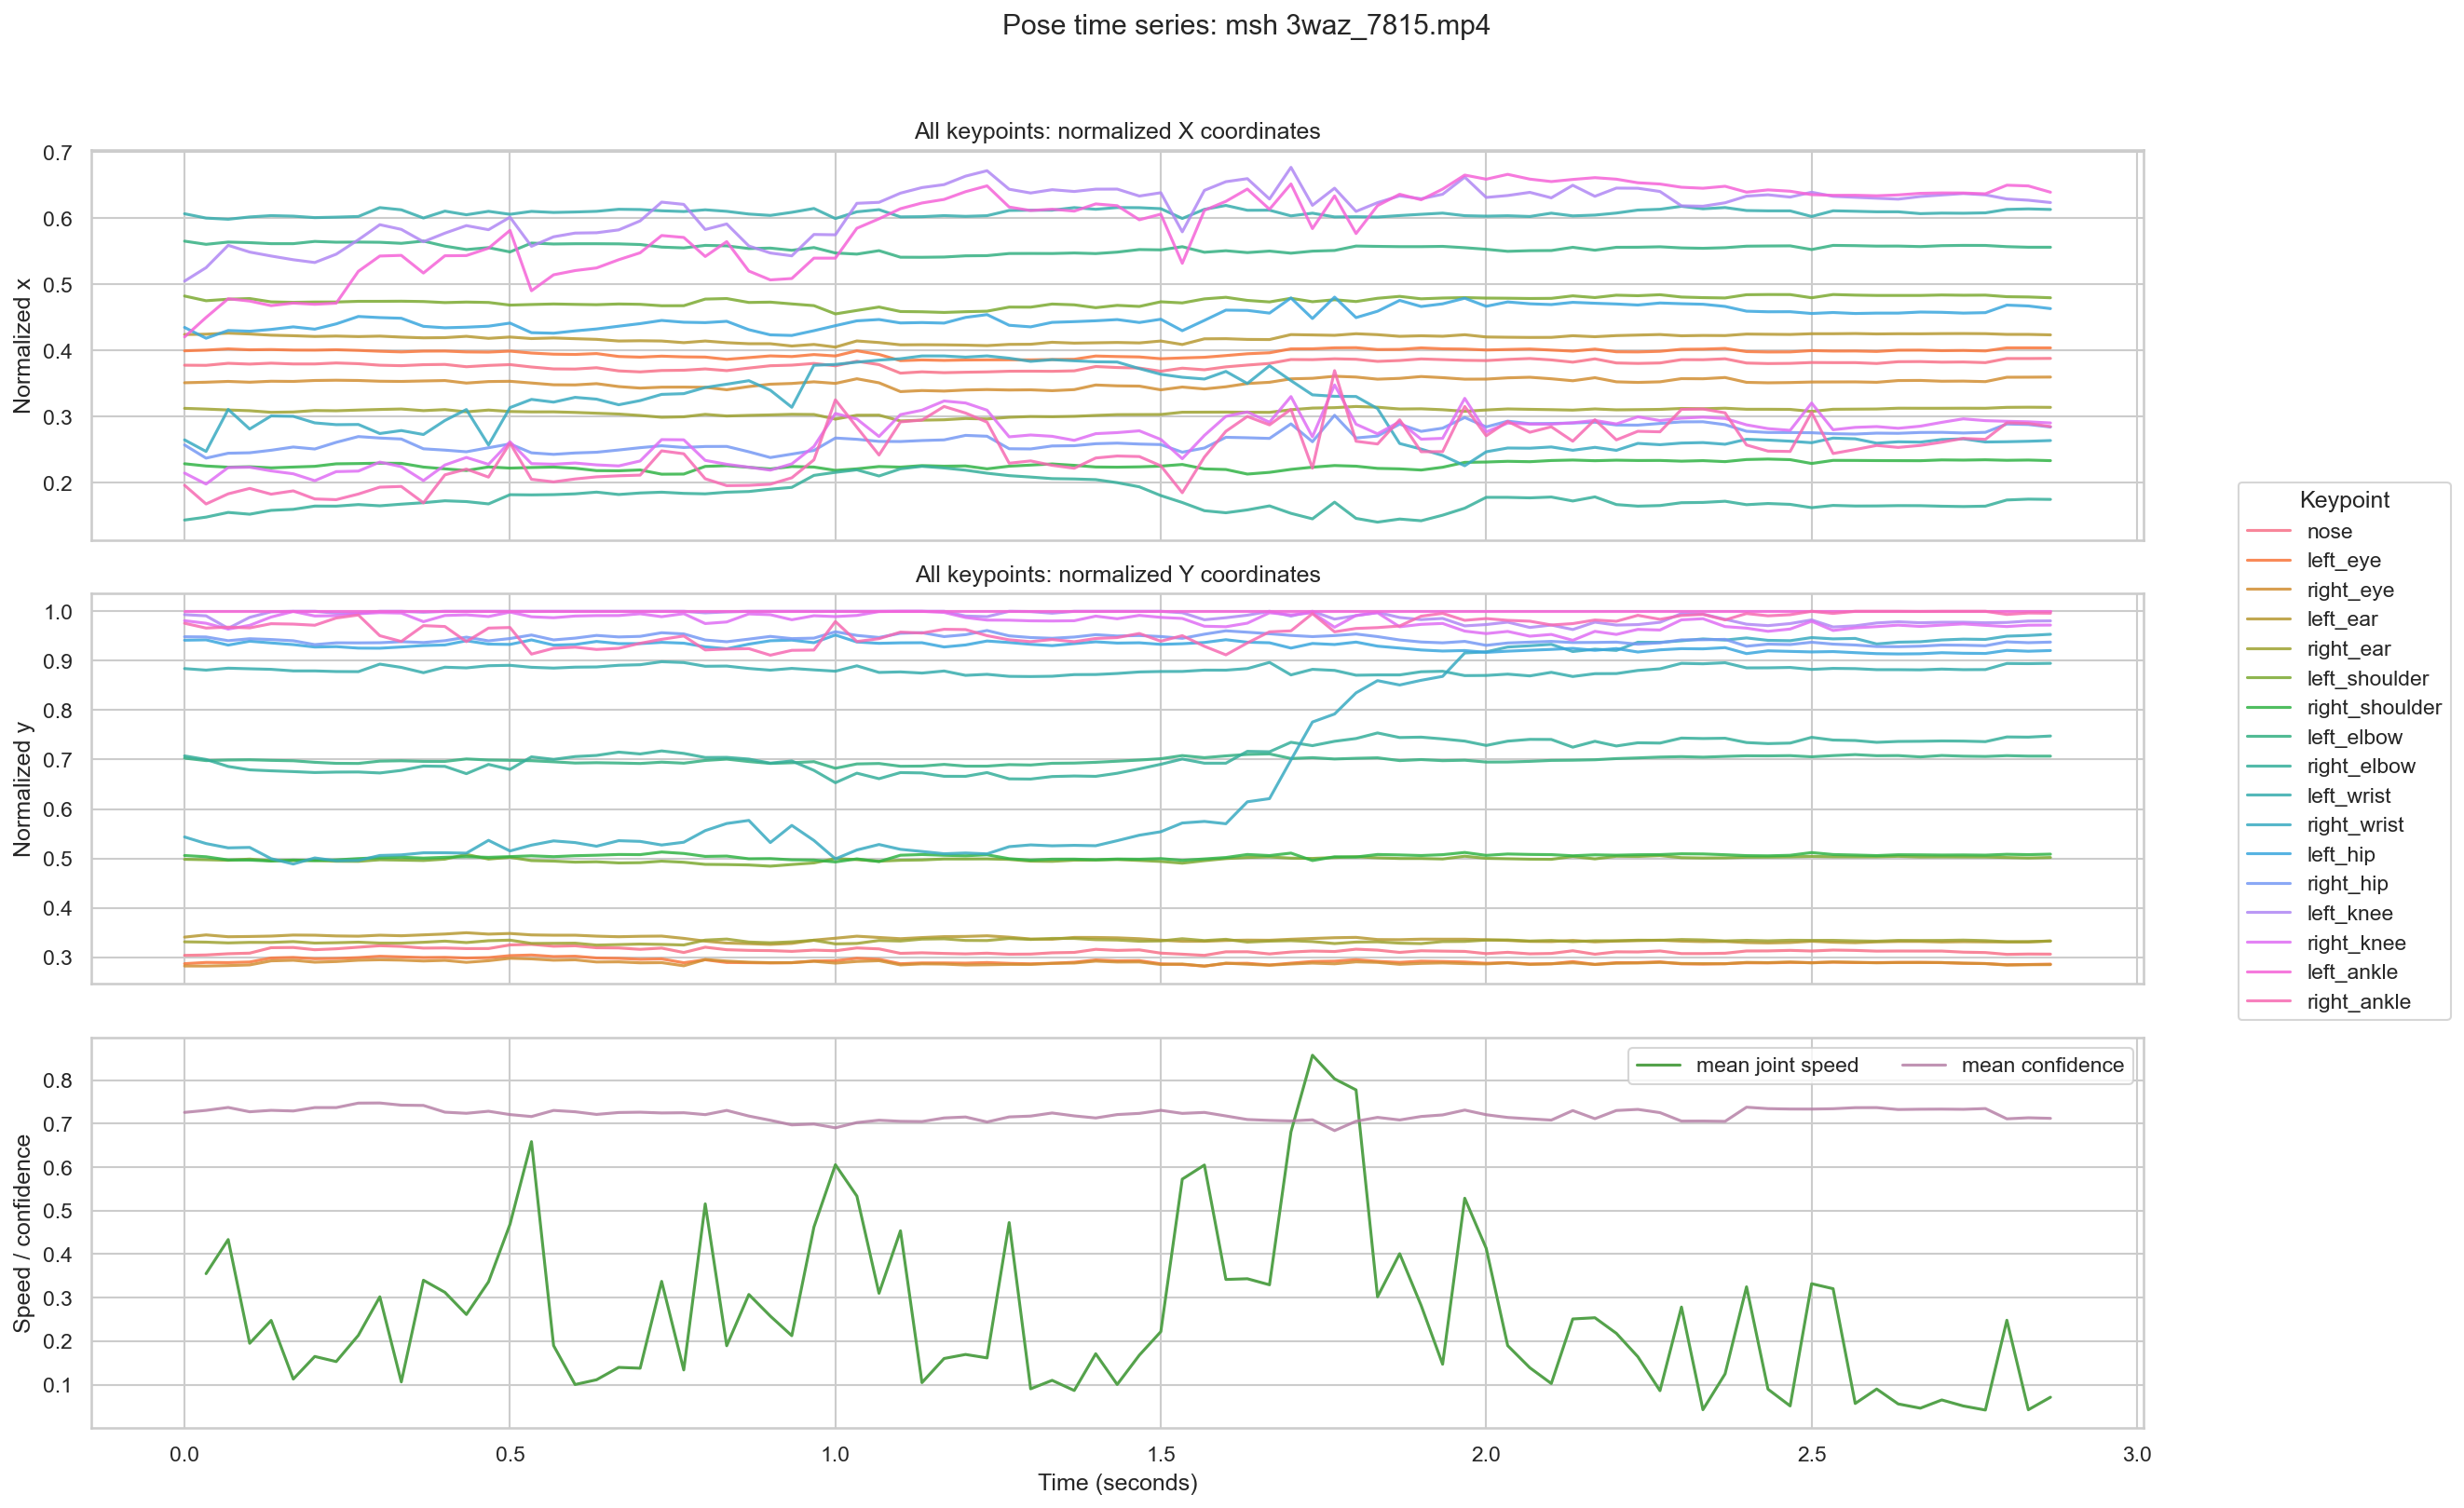 Pose time series: msh 3waz_7815.mp4
All keypoints: normalized X coordinates
0.7
0.6
0.5
0.4
0.3
0.2
Normalized x
All keypoints: normalized Y coordinates
1.0
0.9
0.8
0.7
0.6
0.5
0.4
0.3
Normalized y
Keypoint
nose
left_eye
right_eye
left_ear
right_ear
left_shoulder
right_shoulder
left_elbow
right_elbow
left_wrist
right_wrist
left_hip
right_hip
left_knee
right_knee
left_ankle
right_ankle
mean joint speed
mean confidence
0.8
0.7
0.6
0.5
0.4
0.3
0.2
0.1
Speed / confidence
0.0
0.5
1.0
1.5
2.0
2.5
3.0
Time (seconds)